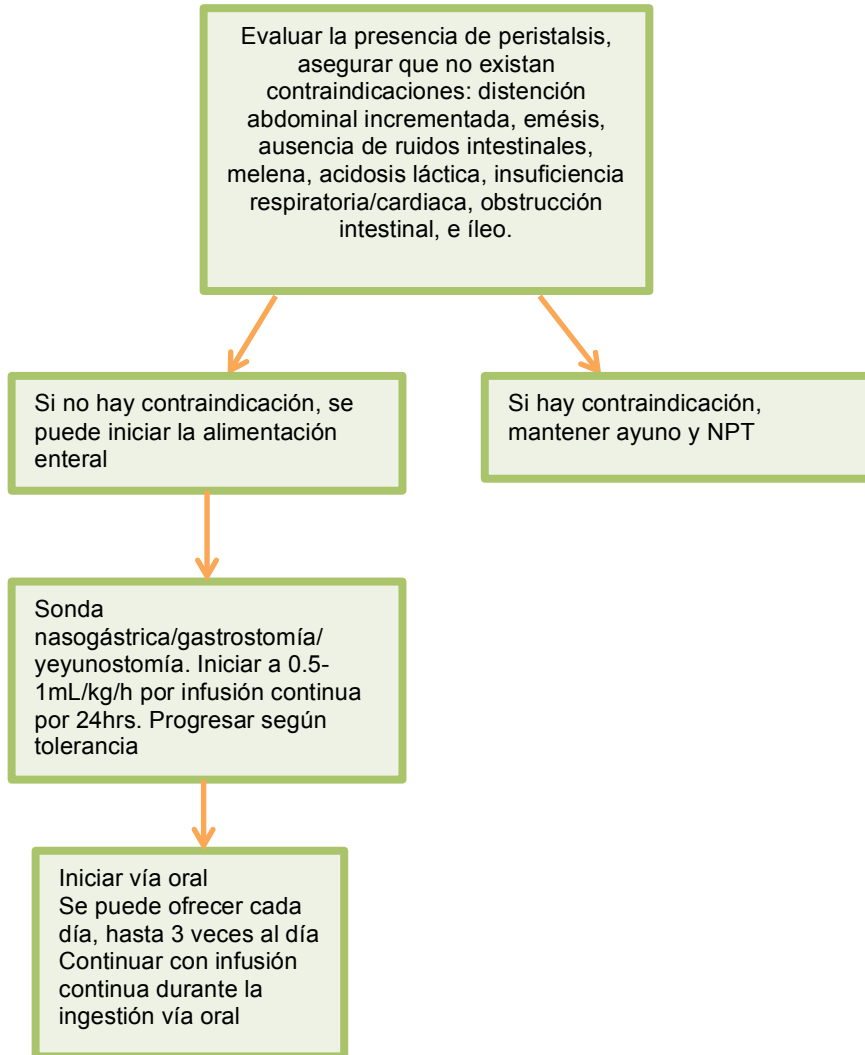 Evaluar la presencia de peristalsis,
asegurar que no existan
contraindicaciones: distención
abdominal incrementada, emésis,
ausencia de ruidos intestinales,
melena, acidosis láctica, insuficiencia
respiratoria/cardiaca, obstrucción
intestinal, e íleo.
Si no hay contraindicación, se
puede iniciar la alimentación
enteral
Si hay contraindicación,
mantener ayuno y NPT
Sonda
nasogástrica/gastrostomía/
yeyunostomía. Iniciar a 0.5-
1mL/kg/h por infusión continua
por 24hrs. Progresar según
tolerancia
Iniciar vía oral
Se puede ofrecer cada
día, hasta 3 veces al día
Continuar con infusión
continua durante la
ingestión vía oral